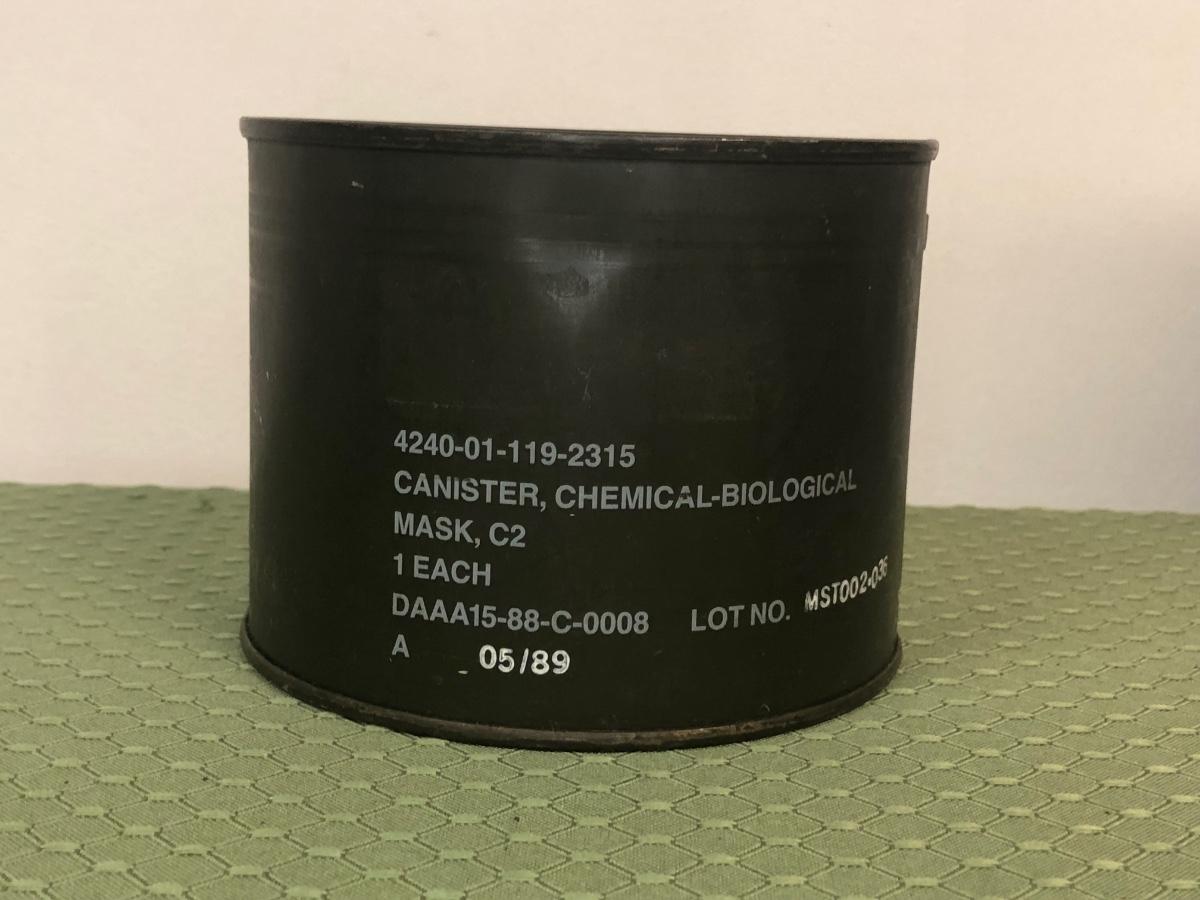 4240-01-119-2315
CANISTER, CHEMICAL-BIOLOGICAL
MASK, C2
1 EACH
DAAA15-88-C-0008 LOT NO. MST002-036
A 05/89